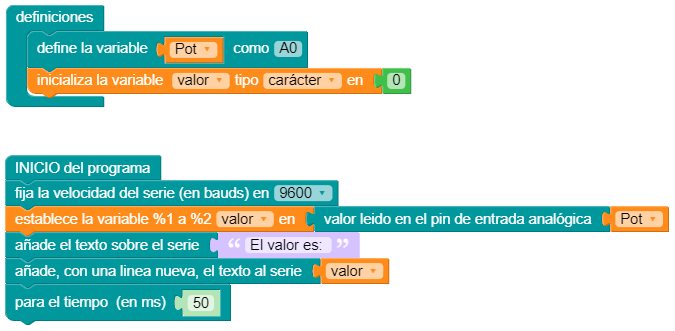 definiciones
define la variable Pot como A0
inicializa la variable valor tipo carácter en 0
INICIO del programa
fija la velocidad del serie (en bauds) en 9600
establece la variable %1 a %2 valor en valor leido en el pin de entrada analógica Pot
añade el texto sobre el serie “ El valor es: ”
añade, con una linea nueva, el texto al serie valor
para el tiempo (en ms) 50